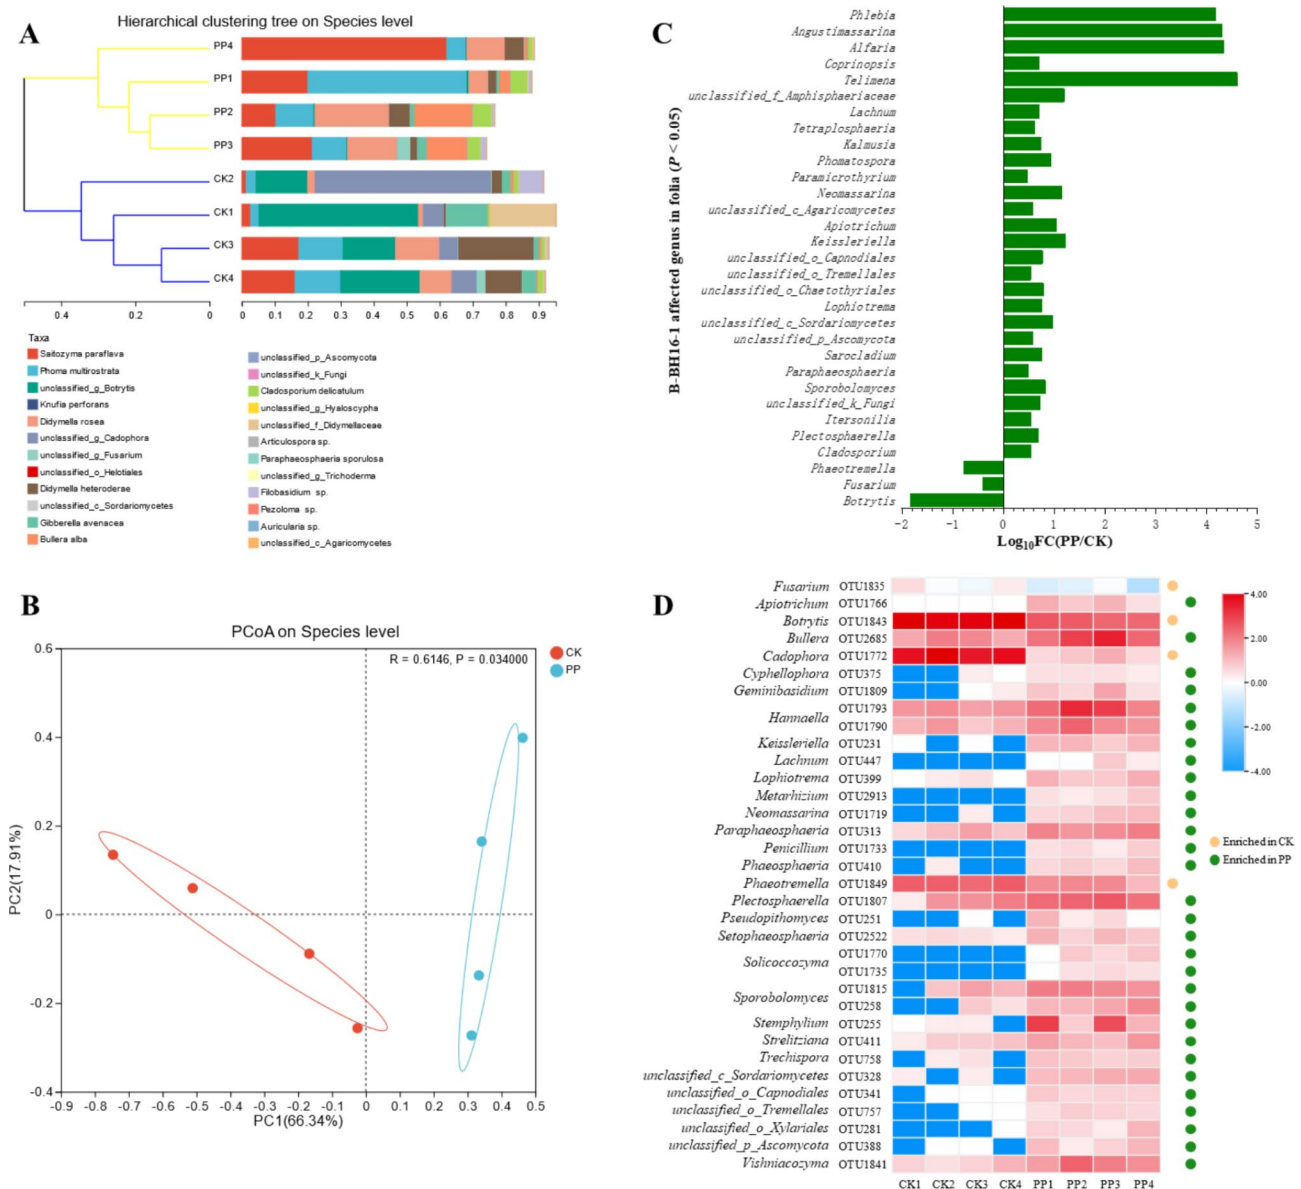 A
Hierarchical clustering tree on Species level
PP4
PP1
PP2
PP3
CK2
CK1
CK3
CK4
0.4 0.2 0
0 0.1 0.2 0.3 0.4 0.5 0.6 0.7 0.8 0.9
Taxa
Saitozyma paraflava
Phoma multirostrata
unclassified_g_Botrytis
Knufia perforans
Didymella rosea
unclassified_g_Cadophora
unclassified_g_Fusarium
unclassified_o_Helotiales
Didymella heteroderae
unclassified_c_Sordariomycetes
Gibberella avenacea
Bullera alba
unclassified_p_Ascomycota
unclassified_k_Fungi
Cladosporium delicatulum
unclassified_g_Hyaloscypha
unclassified_f_Didymellaceae
Articulospora sp.
Paraphaeosphaeria sporulosa
unclassified_g_Trichoderma
Filobasidium sp.
Pezoloma sp.
Auricularia sp.
unclassified_c_Agaricomycetes
B
PCoA on Species level
R = 0.6146, P = 0.034000
CK
PP
PC2(17.91%)
0.6
0.4
0.2
0
-0.2
-0.4
-0.9 -0.8 -0.7 -0.6 -0.5 -0.4 -0.3 -0.2 -0.1 0 0.1 0.2 0.3 0.4 0.5
PC1(66.34%)
C
B-BH16-1 affected genus in folia (P < 0.05)
Phlebia
Angustimassarina
Alfaria
Coprinopsis
Telimena
unclassified_f_Amphisphaeriaceae
Lachnum
Tetraplosphaeria
Kalmusia
Phomatospora
Paramicrothyrium
Neomassarina
unclassified_c_Agaricomycetes
Apiotrichum
Keissleriella
unclassified_o_Capnodiales
unclassified_o_Tremellales
unclassified_o_Chaetothyriales
Lophiotrema
unclassified_c_Sordariomycetes
unclassified_p_Ascomycota
Sarocladium
Paraphaeosphaeria
Sporobolomyces
unclassified_k_Fungi
Itersonilia
Plectosphaerella
Cladosporium
Phaeotremella
Fusarium
Botrytis
-2 -1 0 1 2 3 4 5
Log10FC(PP/CK)
D
Fusarium OTU1835
Apiotrichum OTU1766
Botrytis OTU1843
Bullera OTU2685
Cadophora OTU1772
Cyphellophora OTU375
Geminibasidium OTU1809
Hannaella OTU1793
OTU1790
Keissleriella OTU231
Lachnum OTU447
Lophiotrema OTU399
Metarhizium OTU2913
Neomassarina OTU1719
Paraphaeosphaeria OTU313
Penicillium OTU1733
Phaeosphaeria OTU410
Phaeotremella OTU1849
Plectosphaerella OTU1807
Pseudopithomyces OTU251
Setophaeosphaeria OTU2522
Solicoccozyma OTU1770
OTU1735
Sporobolomyces OTU1815
OTU258
Stemphylium OTU255
Strelitziana OTU411
Trechispora OTU758
unclassified_c_Sordariomycetes OTU328
unclassified_o_Capnodiales OTU341
unclassified_o_Tremellales OTU757
unclassified_o_Xylariales OTU281
unclassified_p_Ascomycota OTU388
Vishniacozyma OTU1841
CK1 CK2 CK3 CK4 PP1 PP2 PP3 PP4
4.00
2.00
0.00
-2.00
-4.00
Enriched in CK
Enriched in PP